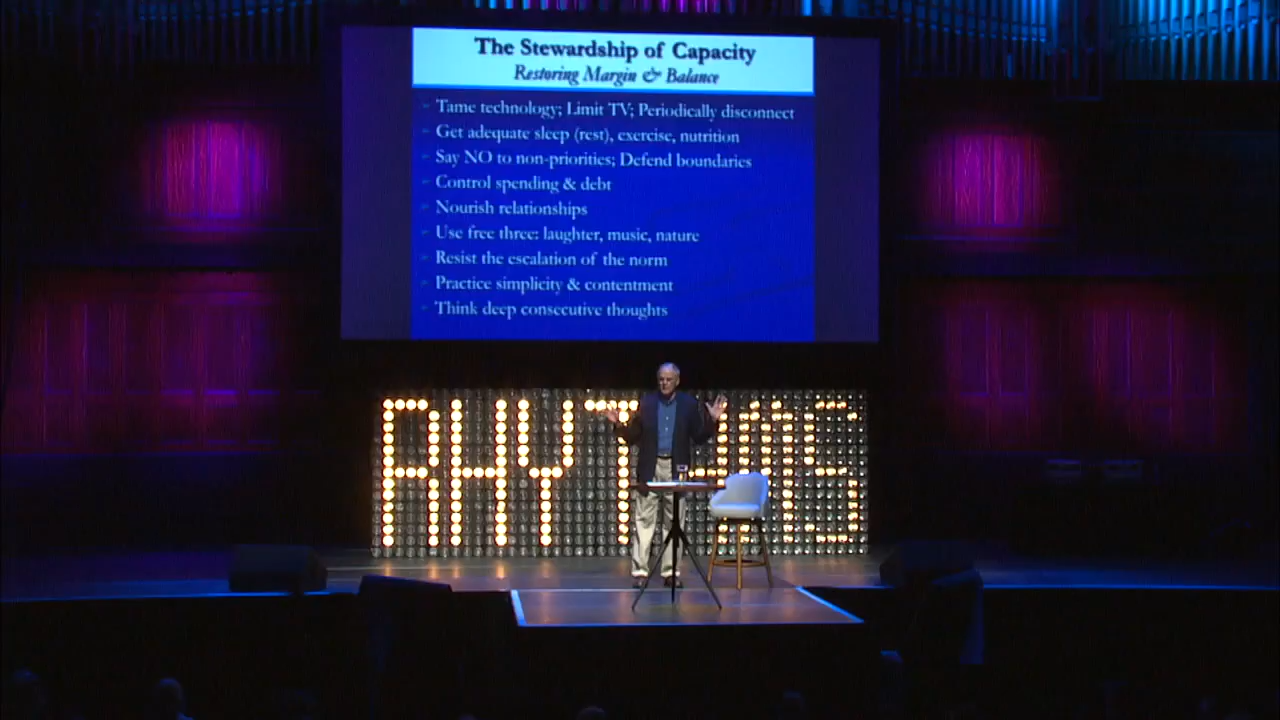 The Stewardship of Capacity
Restoring Margin & Balance
Tame technology; Limit TV; Periodically disconnect
Get adequate sleep (rest), exercise, nutrition
Say NO to non-priorities; Defend boundaries
Control spending & debt
Nourish relationships
Use free three: laughter, music, nature
Resist the escalation of the norm
Practice simplicity & contentment
Think deep consecutive thoughts
RHYTHMS